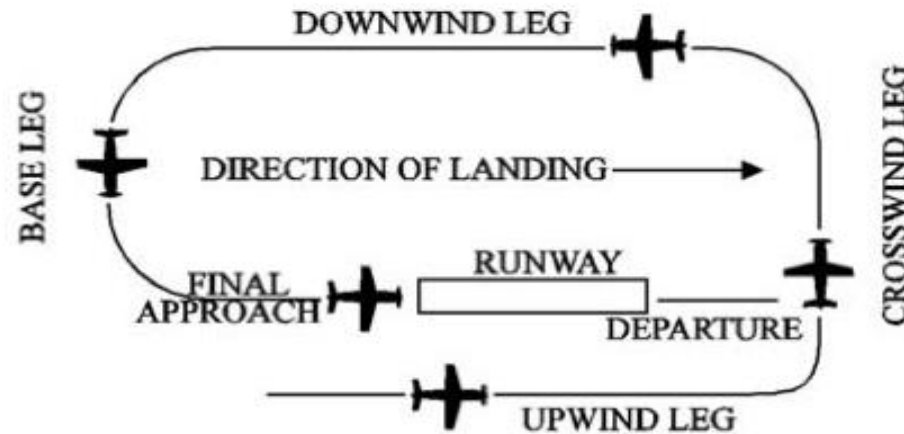 DOWNWIND LEG
BASE LEG
CROSSWIND LEG
DIRECTION OF LANDING
RUNWAY
FINAL
APPROACH
DEPARTURE
UPWIND LEG